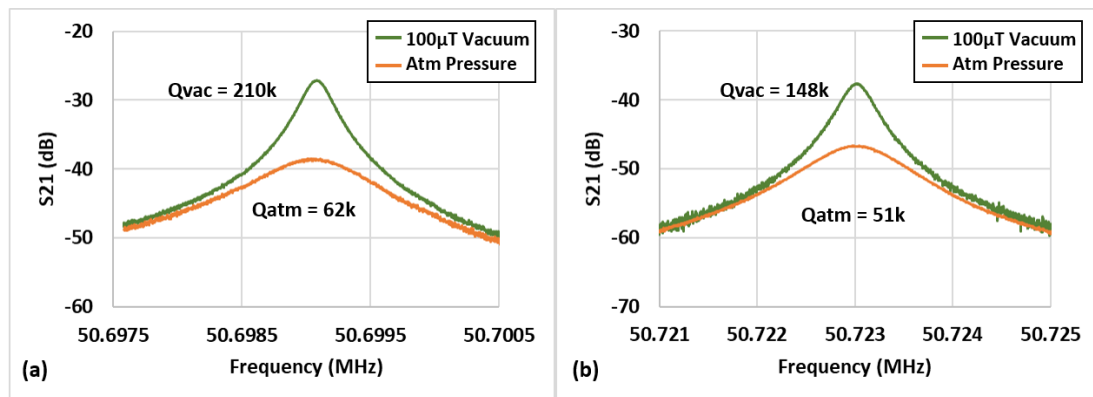 -20
-30
-40
-50
-60
S21 (dB)
100µT Vacuum
Atm Pressure
Qvac = 210k
Qatm = 62k
50.6975
50.6985
50.6995
50.7005
Frequency (MHz)
(a)
-30
-40
-50
-60
-70
S21 (dB)
100µT Vacuum
Atm Pressure
Qvac = 148k
Qatm = 51k
50.721
50.722
50.723
50.724
50.725
Frequency (MHz)
(b)